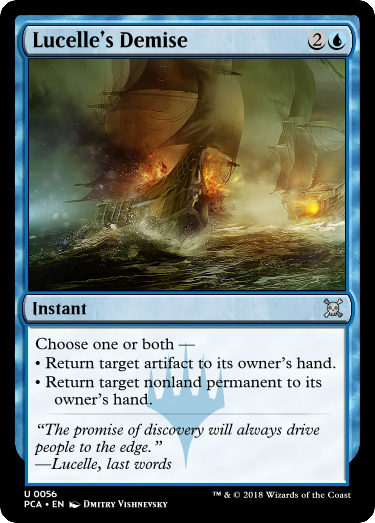 Lucelle's Demise 2
Instant
Choose one or both —
• Return target artifact to its owner's hand.
• Return target nonland permanent to its
owner's hand.
“The promise of discovery will always drive
people to the edge.”
—Lucelle, last words
U 0056
PCA • EN Dmitry Vishnevsky
™ & © 2018 Wizards of the Coast